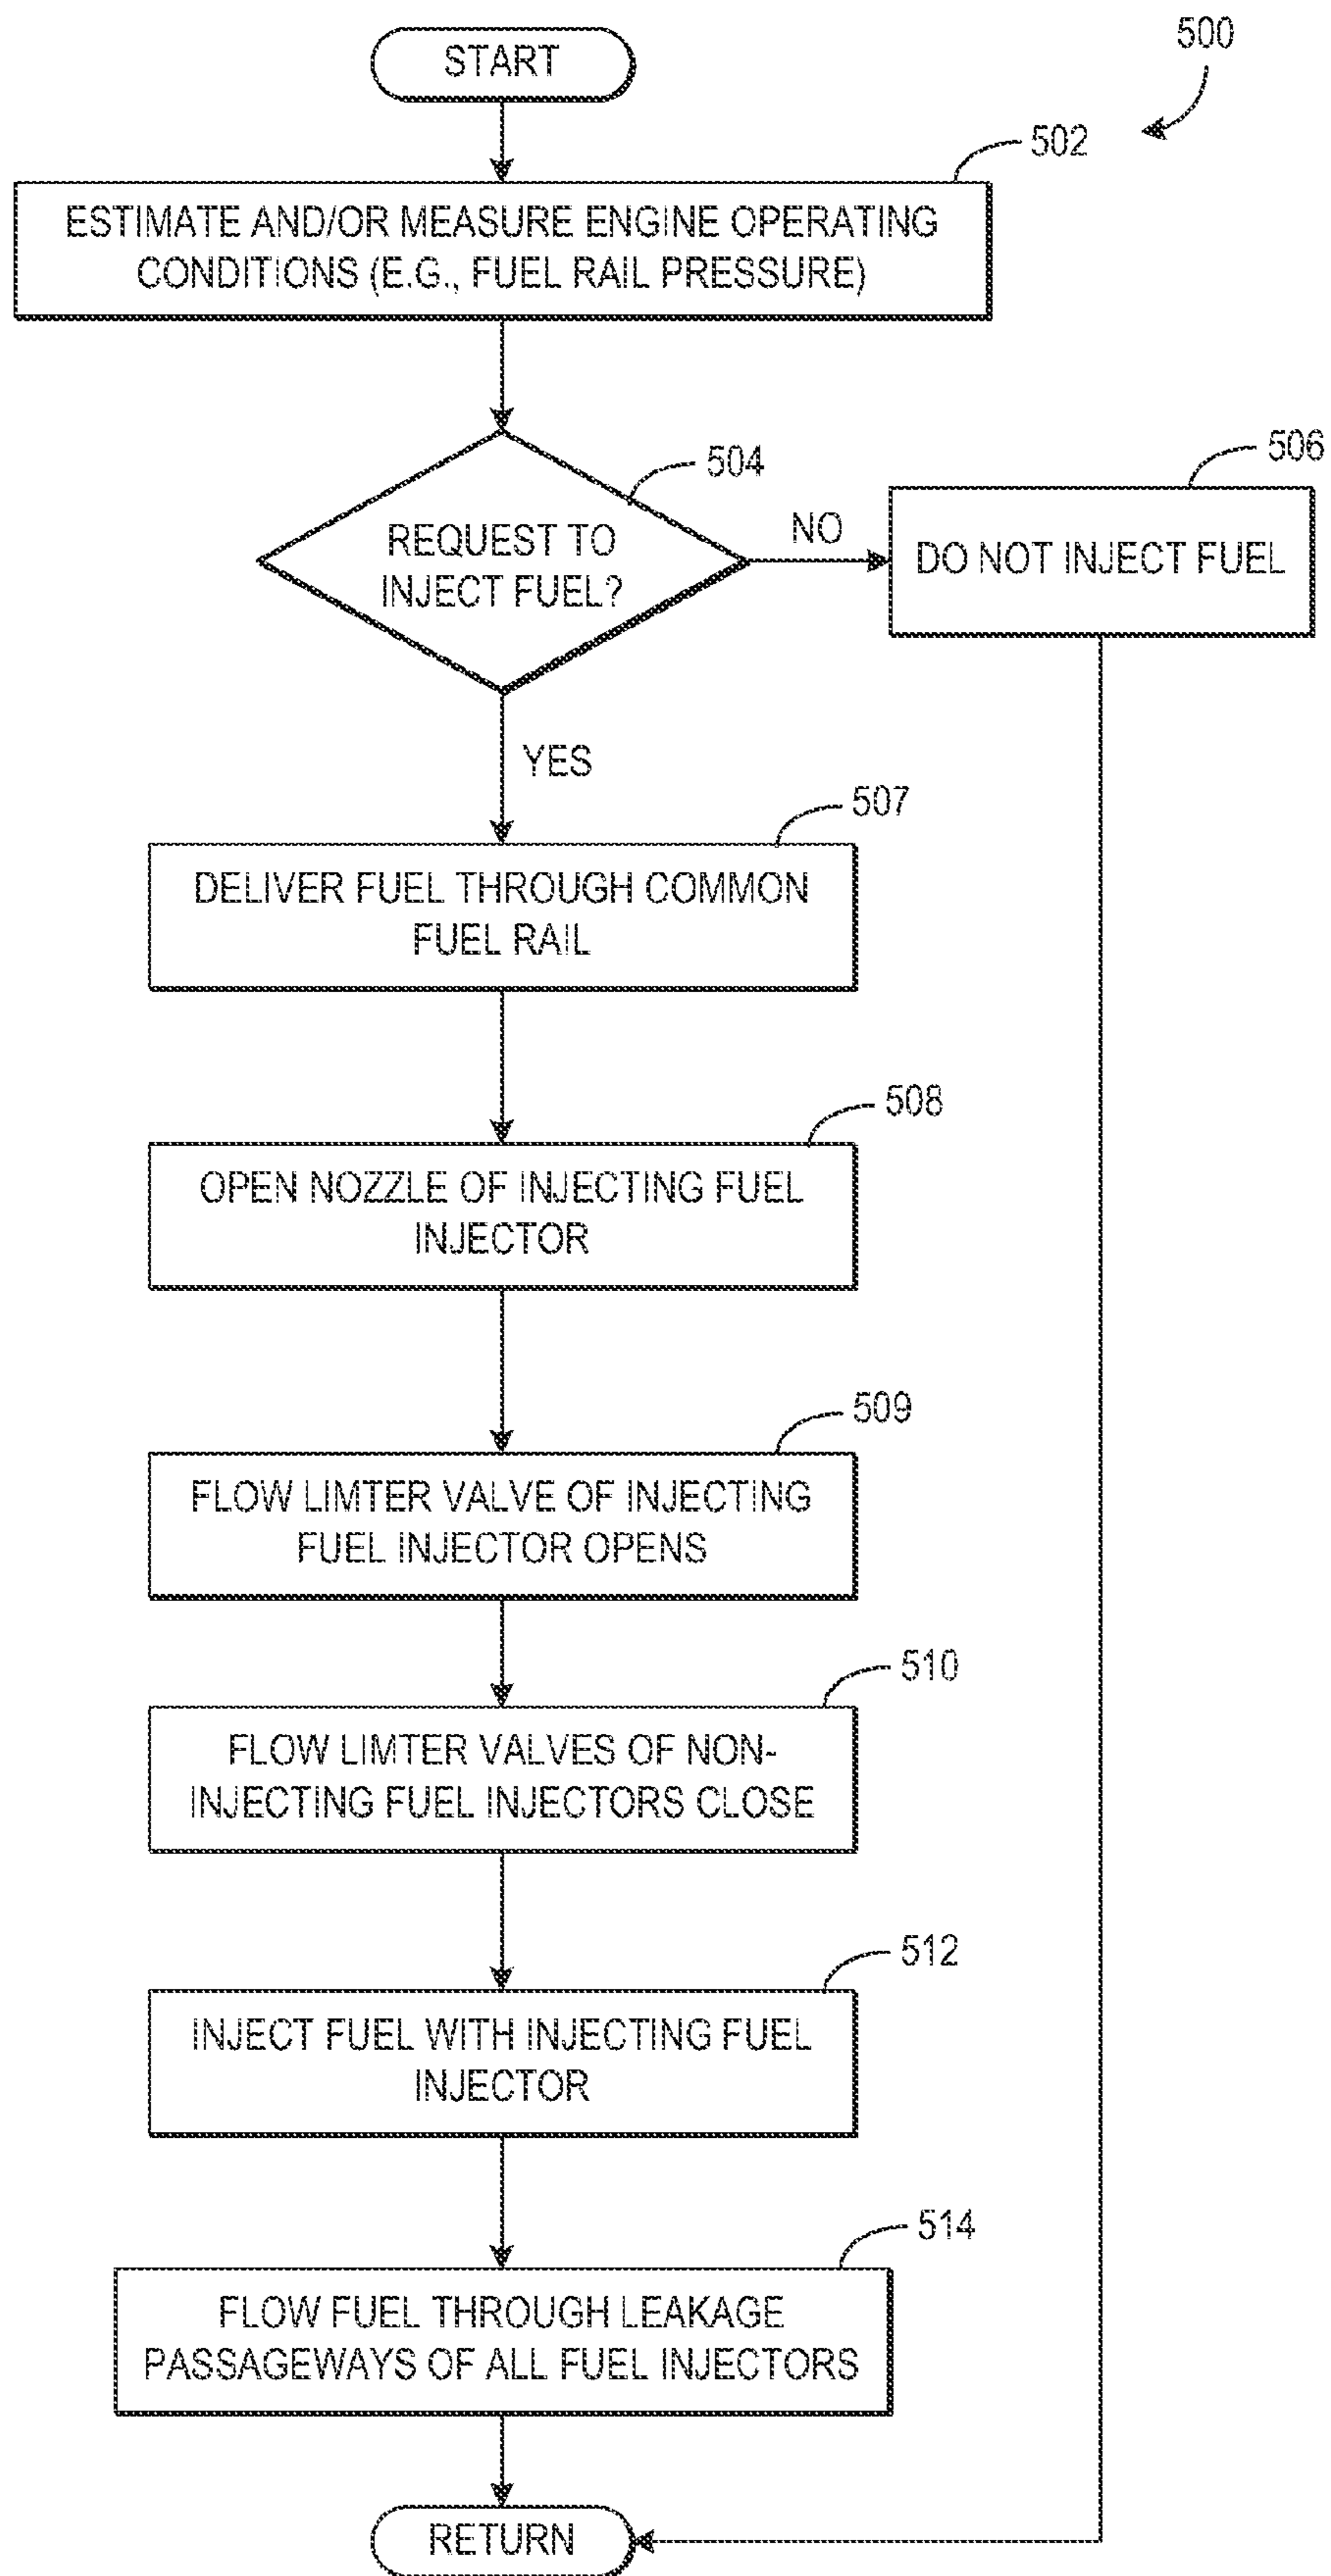 START
500
502
ESTIMATE AND/OR MEASURE ENGINE OPERATING
CONDITIONS (E.G., FUEL RAIL PRESSURE)
504
REQUEST TO
INJECT FUEL?
NO
506
DO NOT INJECT FUEL
YES
507
DELIVER FUEL THROUGH COMMON
FUEL RAIL
508
OPEN NOZZLE OF INJECTING FUEL
INJECTOR
509
FLOW LIMTER VALVE OF INJECTING
FUEL INJECTOR OPENS
510
FLOW LIMTER VALVES OF NON-
INJECTING FUEL INJECTORS CLOSE
512
INJECT FUEL WITH INJECTING FUEL
INJECTOR
514
FLOW FUEL THROUGH LEAKAGE
PASSAGEWAYS OF ALL FUEL INJECTORS
RETURN